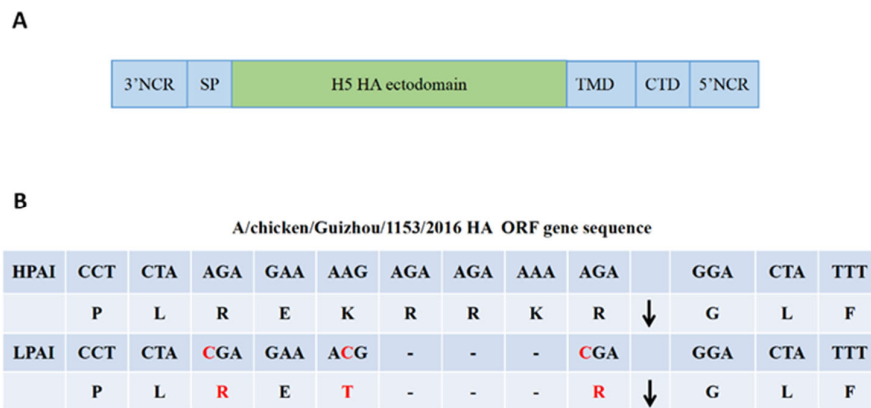 A
3'NCR SP H5 HA ectodomain TMD CTD 5'NCR
B
A/chicken/Guizhou/1153/2016 HA ORF gene sequence
HPAI CCT CTA AGA GAA AAG AGA AGA AAA AGA GGA CTA TTT
P L R E K R R K R ↓ G L F
LPAI CCT CTA CGA GAA ACG - - - CGA GGA CTA TTT
P L R E T - - - R ↓ G L F